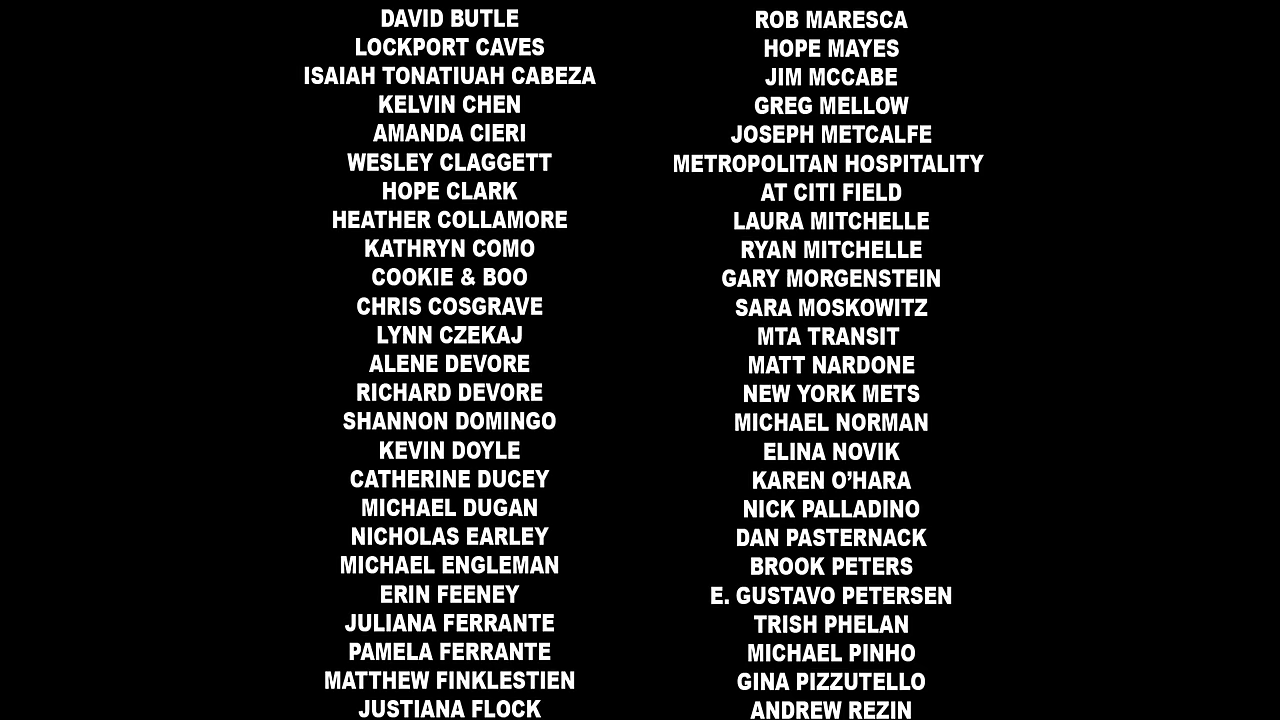 DAVID BUTLE
LOCKPORT CAVES
ISAIAH TONATIUAH CABEZA
KELVIN CHEN
AMANDA CIERI
WESLEY CLAGGETT
HOPE CLARK
HEATHER COLLAMORE
KATHRYN COMO
COOKIE & BOO
CHRIS COSGRAVE
LYNN CZEKAJ
ALENE DEVORE
RICHARD DEVORE
SHANNON DOMINGO
KEVIN DOYLE
CATHERINE DUCEY
MICHAEL DUGAN
NICHOLAS EARLEY
MICHAEL ENGLEMAN
ERIN FEENEY
JULIANA FERRANTE
PAMELA FERRANTE
MATTHEW FINKLESTIEN
JUSTIANA FLOCK
ROB MARESCA
HOPE MAYES
JIM MCCABE
GREG MELLOW
JOSEPH METCALFE
METROPOLITAN HOSPITALITY
AT CITI FIELD
LAURA MITCHELLE
RYAN MITCHELLE
GARY MORGENSTEIN
SARA MOSKOWITZ
MTA TRANSIT
MATT NARDONE
NEW YORK METS
MICHAEL NORMAN
ELINA NOVIK
KAREN O’HARA
NICK PALLADINO
DAN PASTERNACK
BROOK PETERS
E. GUSTAVO PETERSEN
TRISH PHELAN
MICHAEL PINHO
GINA PIZZUTELLO
ANDREW REZIN